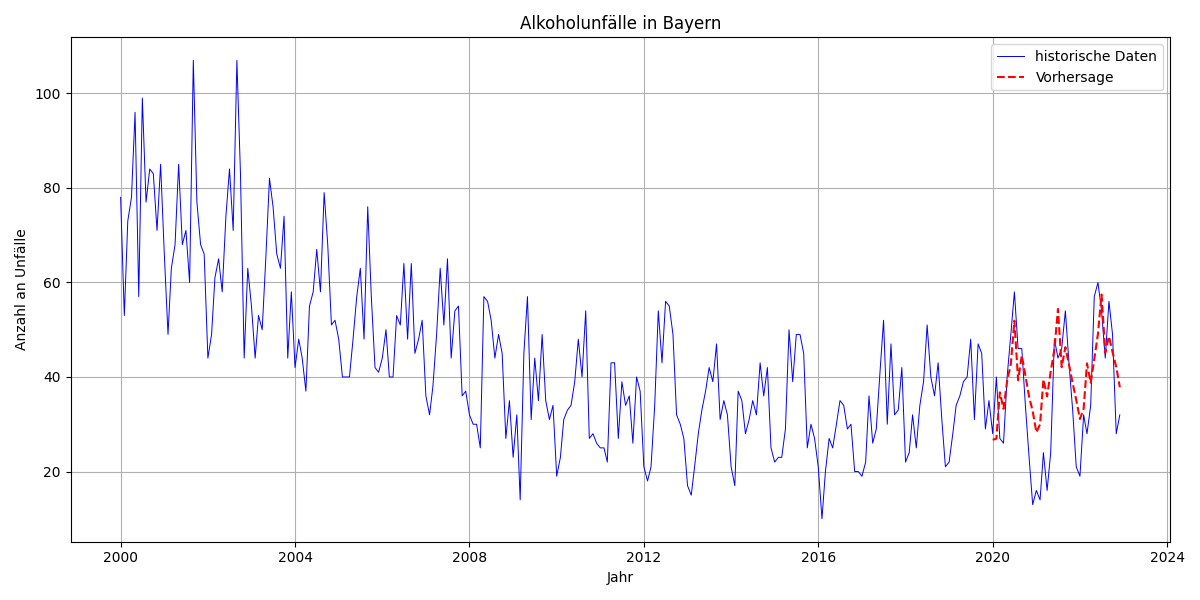 Alkoholunfälle in Bayern
historische Daten
Vorhersage
Anzahl an Unfälle
100
80
60
40
20
2000
2004
2008
2012
2016
2020
2024
Jahr